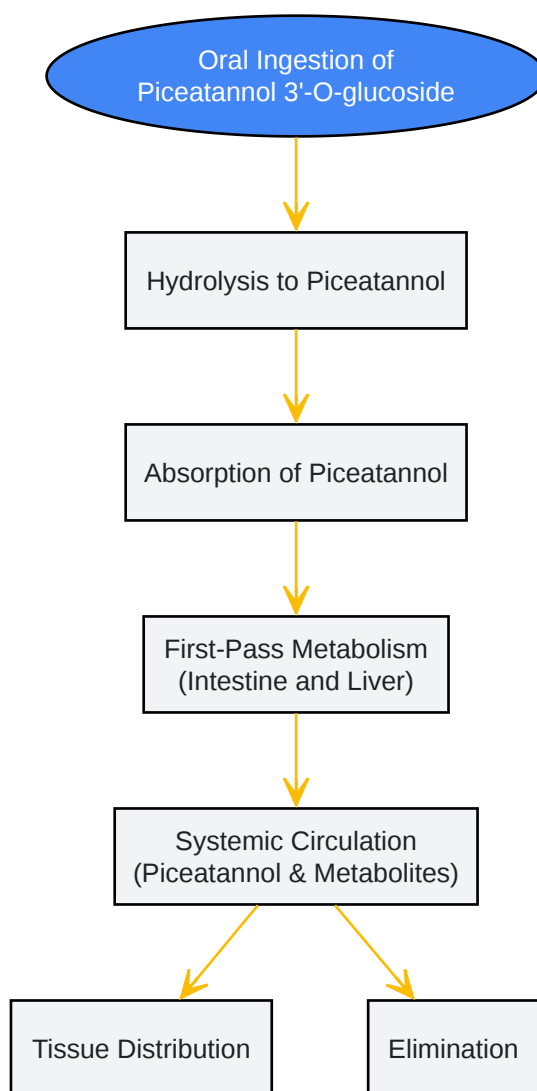 Oral Ingestion of
Piceatannol 3'-O-glucoside
Hydrolysis to Piceatannol
Absorption of Piceatannol
First-Pass Metabolism
(Intestine and Liver)
Systemic Circulation
(Piceatannol & Metabolites)
Tissue Distribution
Elimination